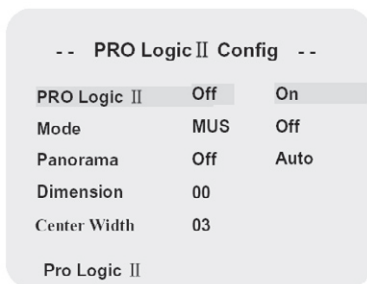 -- PRO Logic Ⅱ Config --
PRO Logic Ⅱ Off On
Mode MUS Off
Panorama Off Auto
Dimension 00
Center Width 03
Pro Logic Ⅱ